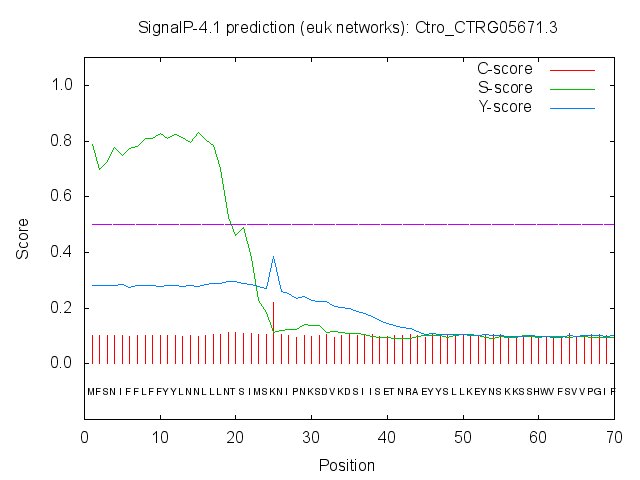 SignalP-4.1 prediction (euk networks): Ctro_CTRG05671.3
C-score
S-score
Y-score
1.0
0.8
0.6
0.4
0.2
0.0
Score
MFSNIFFLFFYYLNNLLLNTSIMSKNIPNKSDVKDSIISETNRAEYYSLLKEYNSKKSSHWVFSVVPGIF
0 10 20 30 40 50 60 70
Position